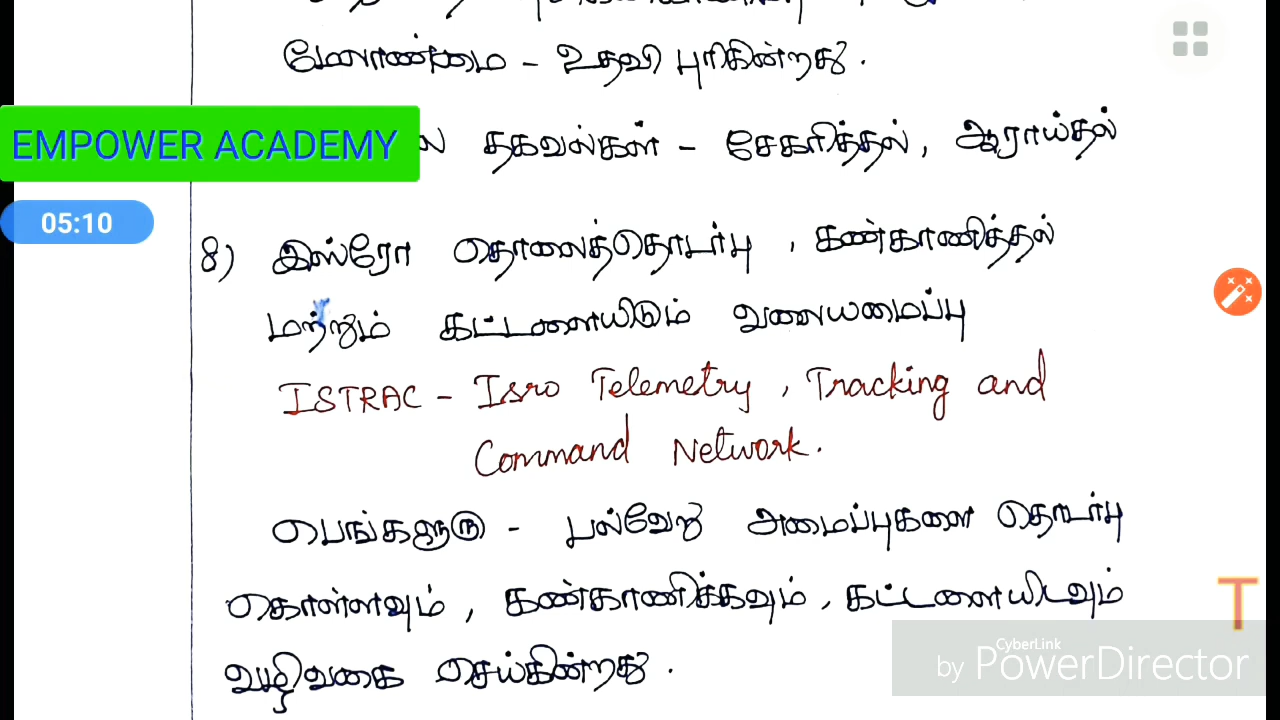 மேலாண்மை - உதவி புரிகின்றது.
EMPOWER ACADEMY
ல தகவல்கள் - சேகரித்தல், ஆராய்தல்
05:10
8) இஸ்ரோ தொலைத்தொடர்பு, கண்காணித்தல்
மற்றும் கட்டளையிடும் வளையமைப்பு
ISTRAC - Isro Telemetry, Tracking and
Command Network.
பெங்களூரு - பல்வேறு அமைப்புகளை தொடர்பு
கொள்ளவும், கண்காணிக்கவும், கட்டளையிடவும்
வழிவகை செய்கின்றது.
T
CyberLink
by PowerDirector